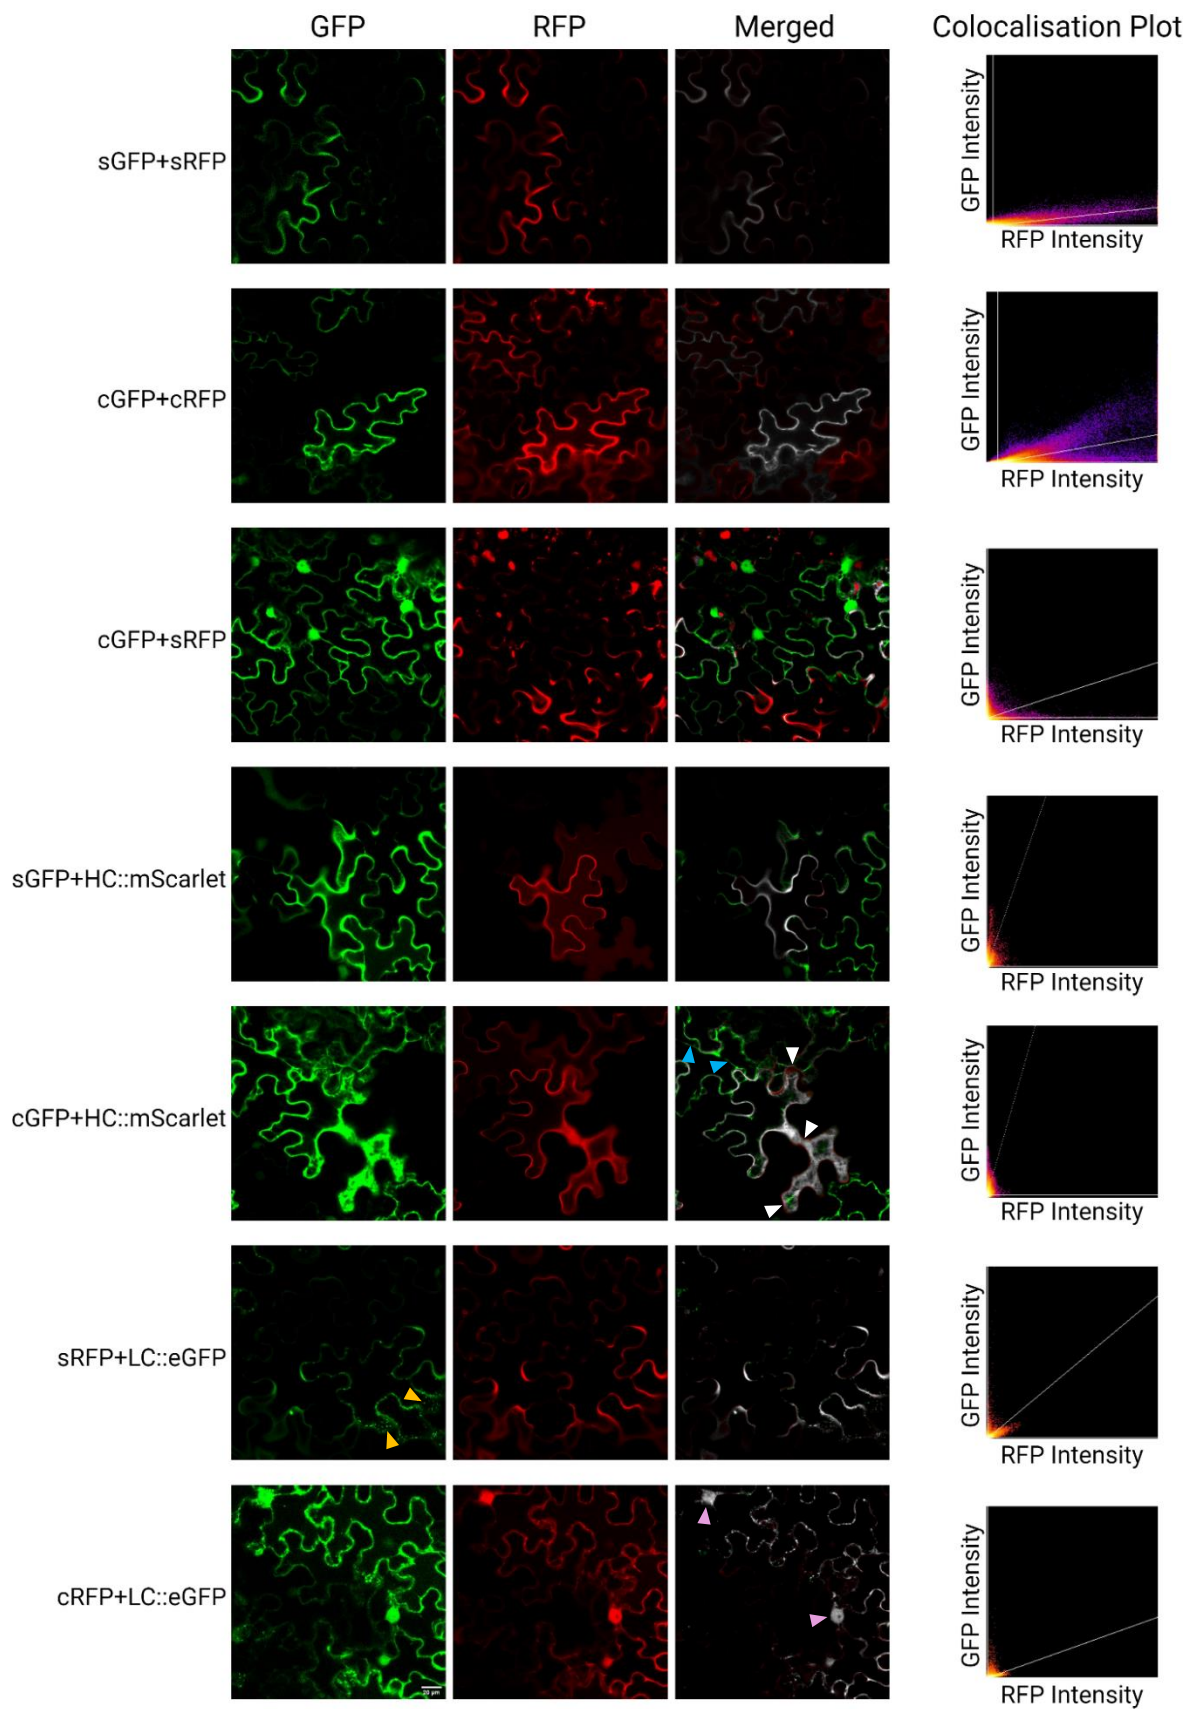 GFP RFP Merged Colocalisation Plot
sGFP+sRFP
GFP Intensity
RFP Intensity
cGFP+cRFP
GFP Intensity
RFP Intensity
cGFP+sRFP
GFP Intensity
RFP Intensity
sGFP+HC::mScarlet
GFP Intensity
RFP Intensity
cGFP+HC::mScarlet
GFP Intensity
RFP Intensity
sRFP+LC::eGFP
GFP Intensity
RFP Intensity
cRFP+LC::eGFP
GFP Intensity
RFP Intensity